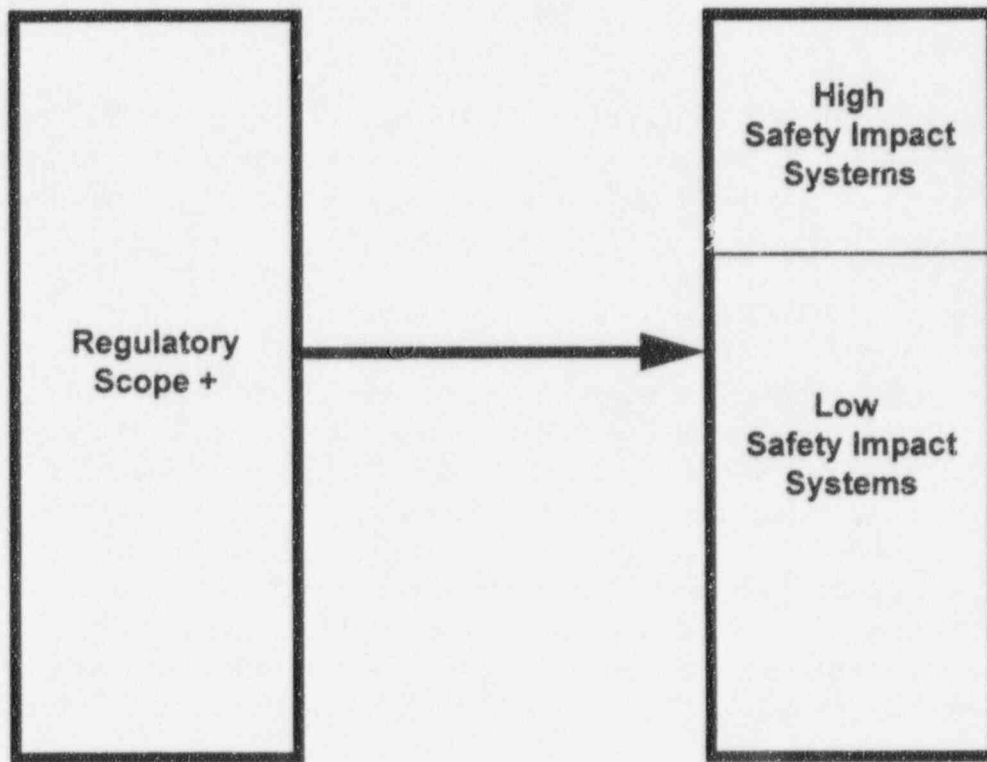 Regulatory
Scope +
High
Safety Impact
Systems
Low
Safety Impact
Systems